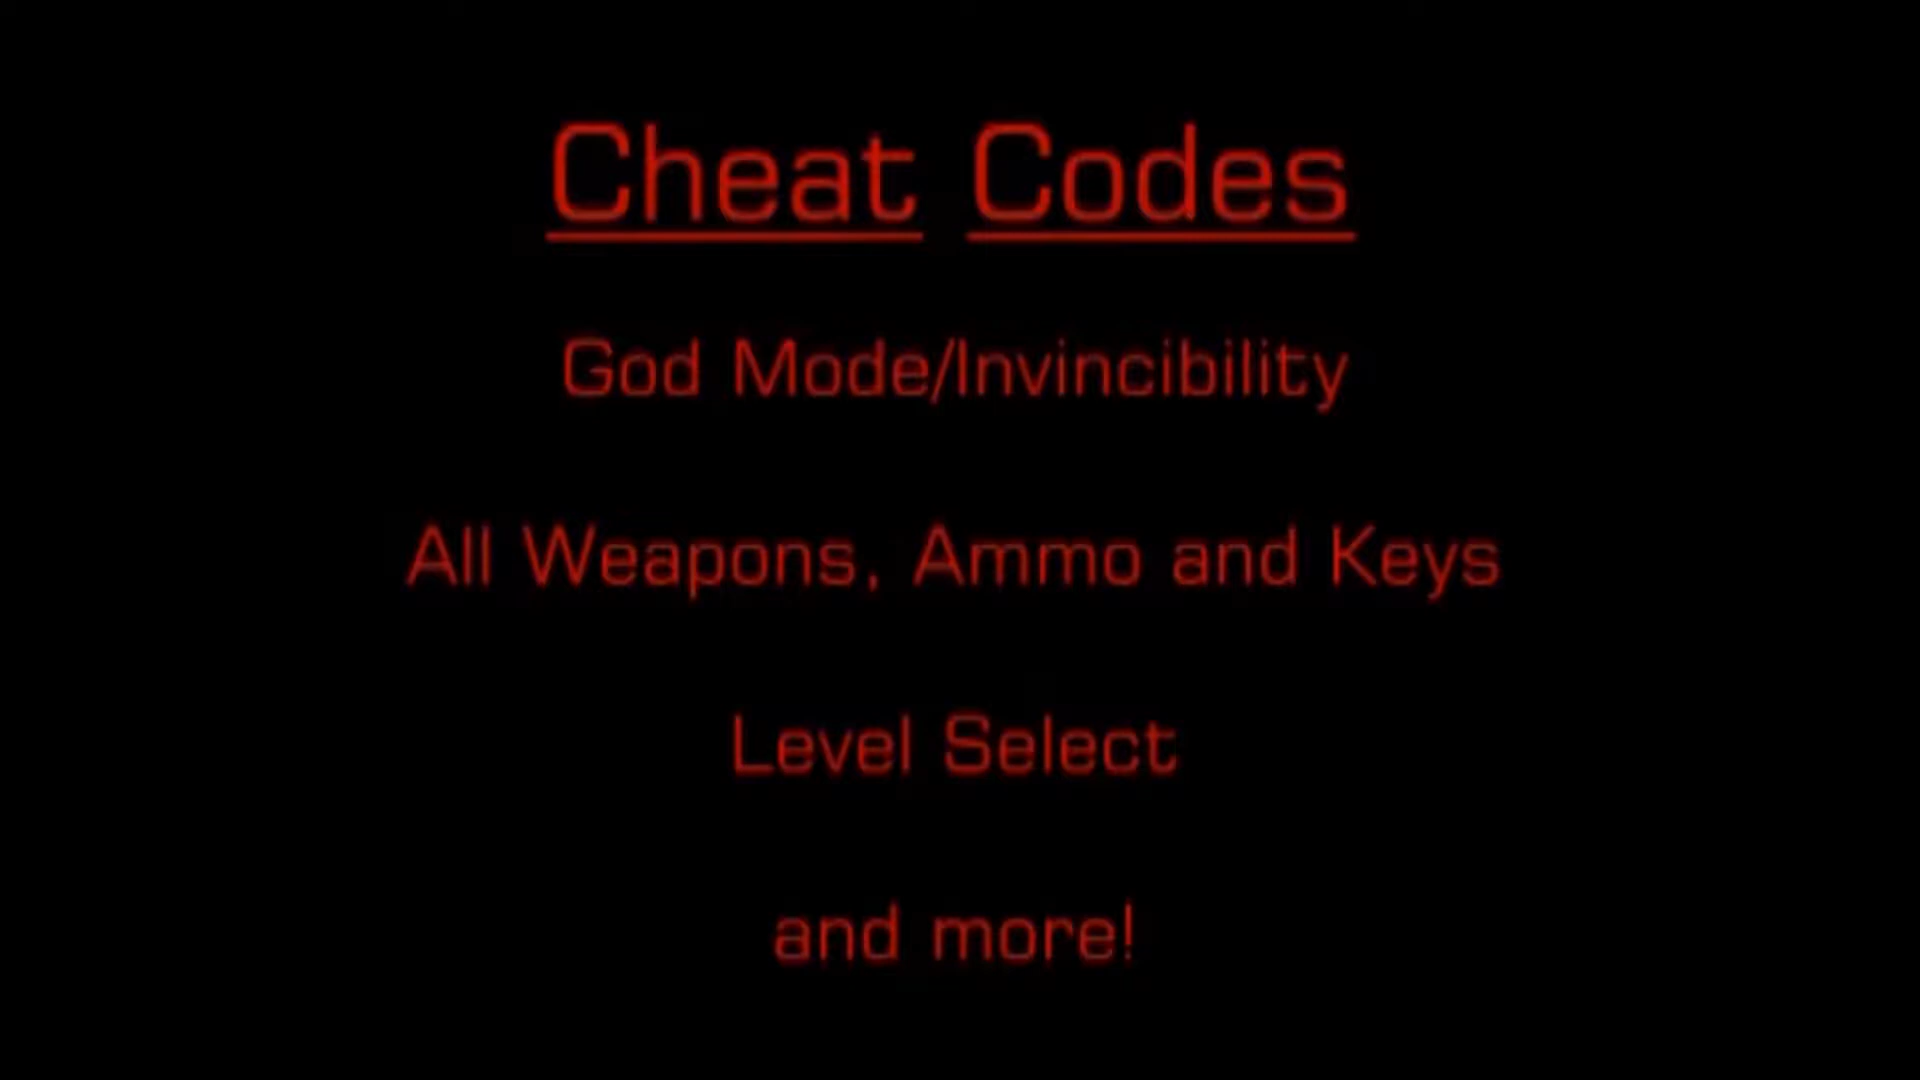 Cheat Codes
God Mode/Invincibility
All Weapons, Ammo and Keys
Level Select
and more!